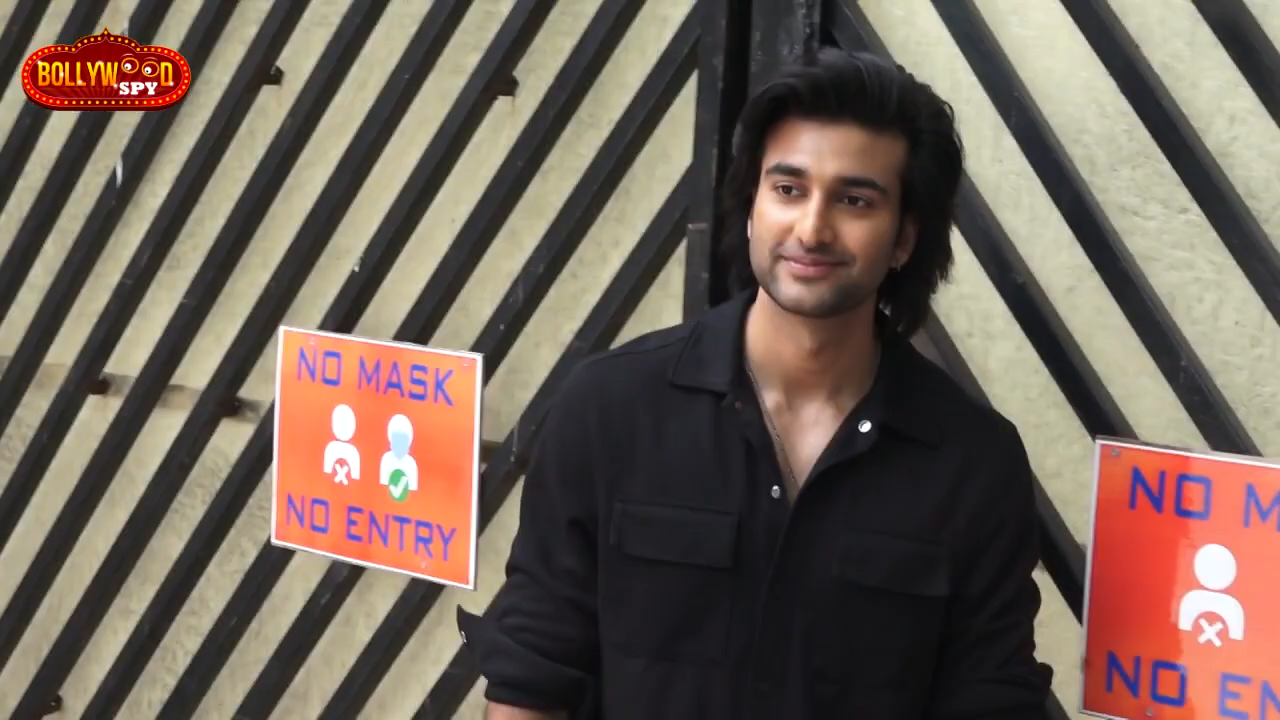 BOLLYWOOD
SPY
NO MASK
NO ENTRY
NO M
NO EN